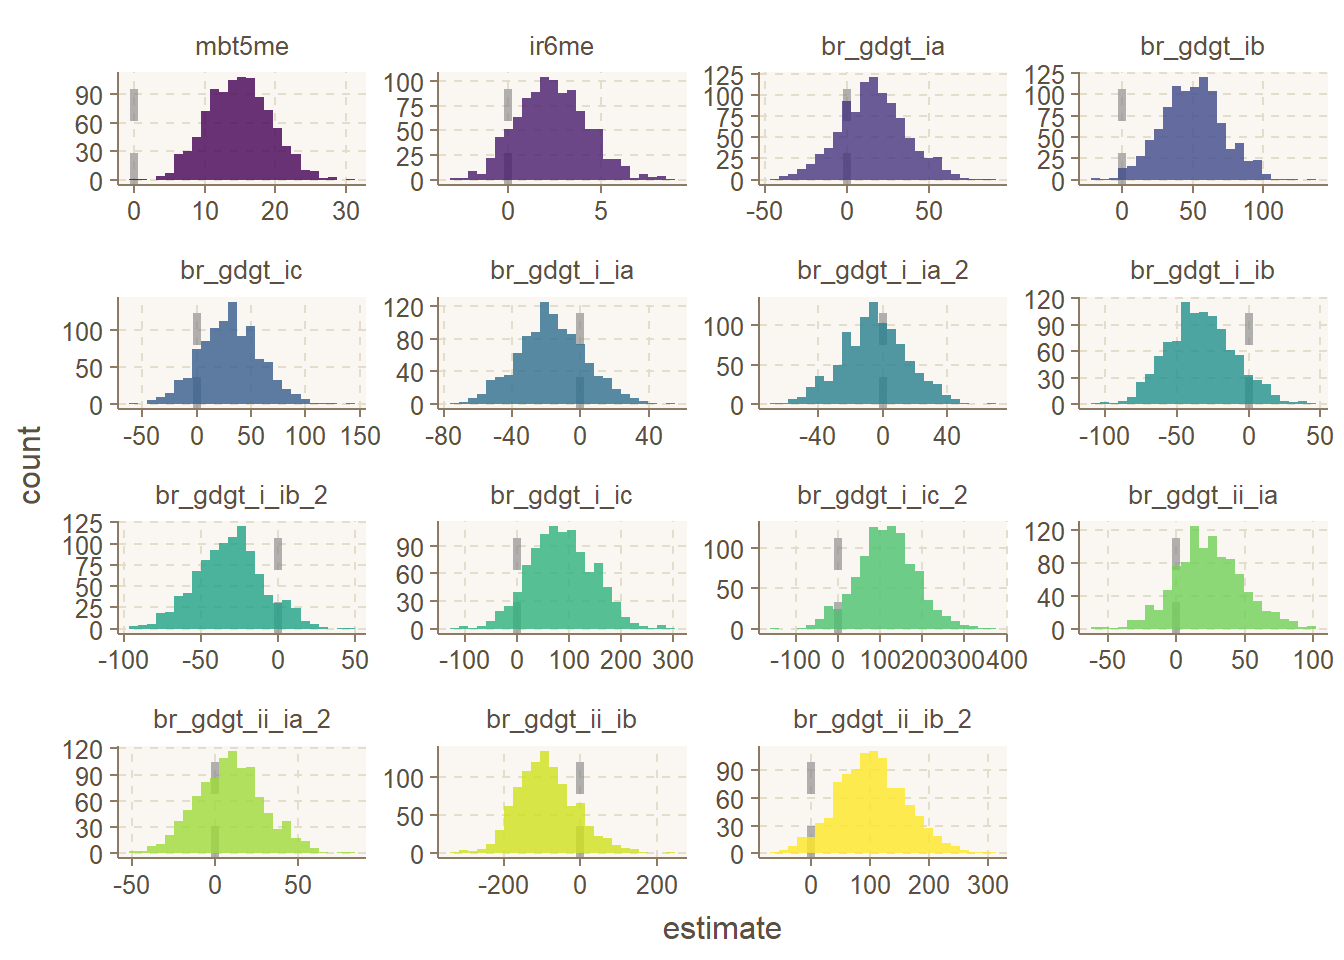 mbt5me ir6me br_gdgt_ia br_gdgt_ib
90 60 30 0 100 75 50 25 0 125 100 75 50 25 0 125 100 75 50 25 0
0 10 20 30 0 5 -50 0 50 0 50 100
br_gdgt_ic br_gdgt_i_ia br_gdgt_i_ia_2 br_gdgt_i_ib
100 50 0 120 80 40 0 100 50 0 120 90 60 30 0
-50 0 50 100 150 -80 -40 0 40 -40 0 40 -100 -50 0 50
count
br_gdgt_i_ib_2 br_gdgt_i_ic br_gdgt_i_ic_2 br_gdgt_ii_ia
125 100 75 50 25 0 90 60 30 0 100 50 0 120 80 40 0
-100 -50 0 50 -100 0 100 200 300 -100 0 100 200 300 400 -50 0 50 100
br_gdgt_ii_ia_2 br_gdgt_ii_ib br_gdgt_ii_ib_2
120 90 60 30 0 100 50 0 90 60 30 0
-50 0 50 -200 0 200 0 100 200 300
estimate